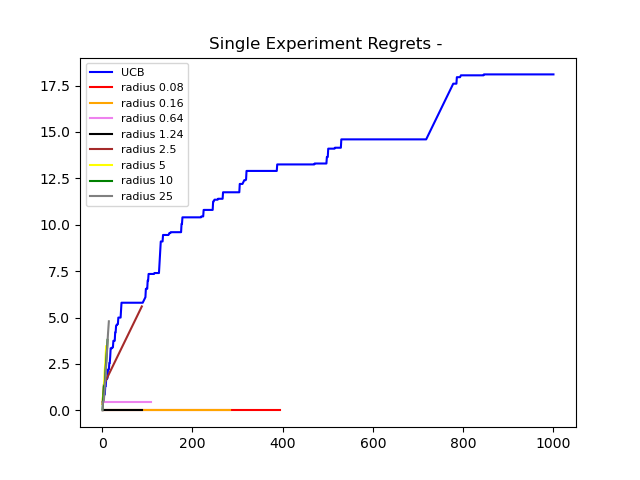 Single Experiment Regrets -
UCB
radius 0.08
radius 0.16
radius 0.64
radius 1.24
radius 2.5
radius 5
radius 10
radius 25
17.5
15.0
12.5
10.0
7.5
5.0
2.5
0.0
0 200 400 600 800 1000